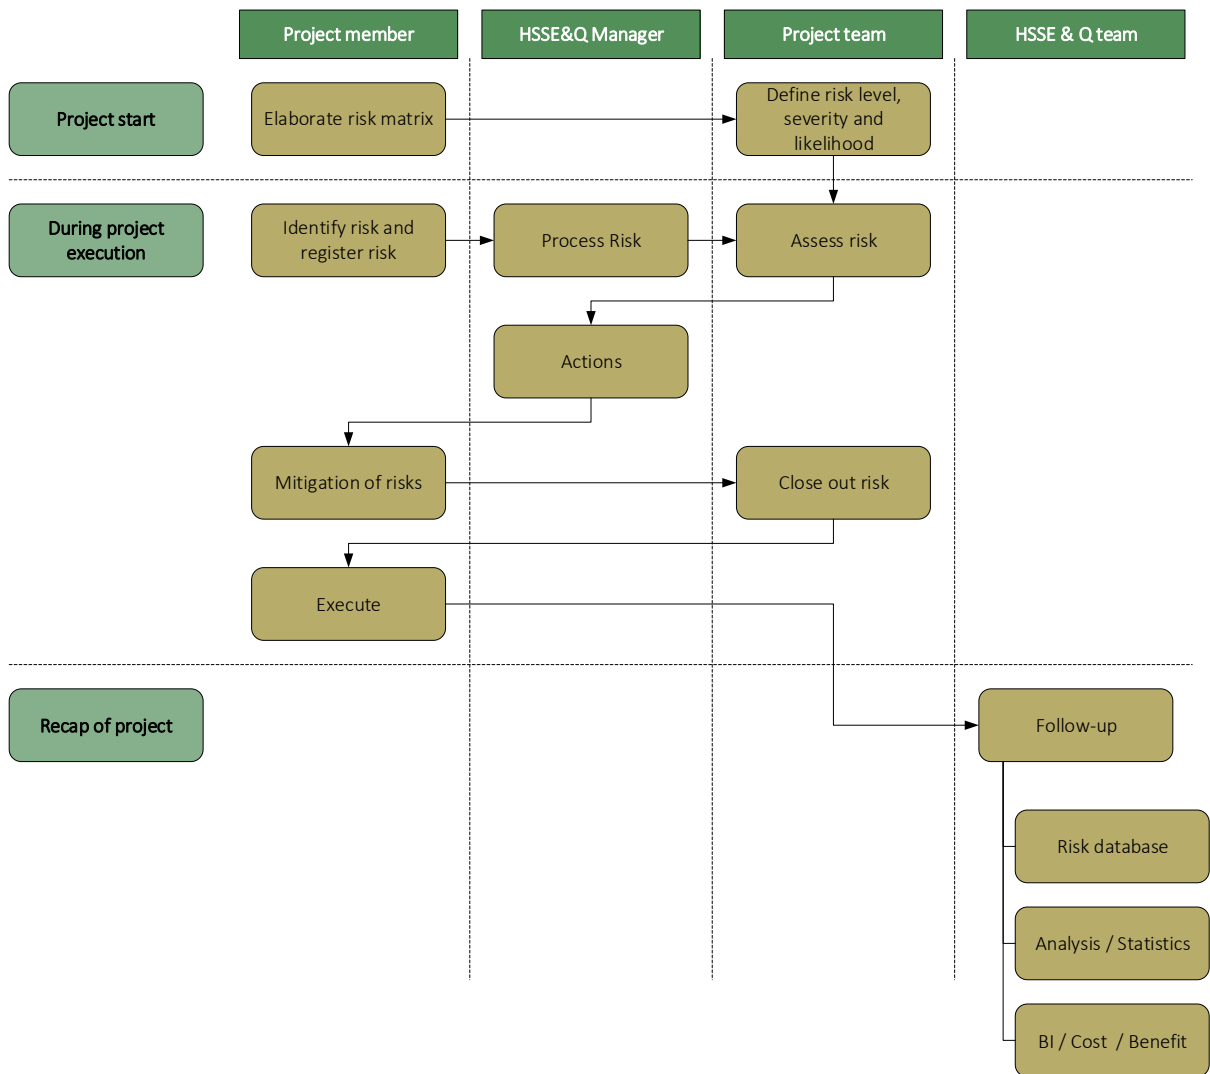 Project member
HSSE&Q Manager
Project team
HSSE & Q team
Project start
Elaborate risk matrix
Define risk level,
severity and
likelihood
During project
execution
Identify risk and
register risk
Process Risk
Assess risk
Actions
Mitigation of risks
Close out risk
Execute
Recap of project
Follow-up
Risk database
Analysis / Statistics
BI / Cost / Benefit